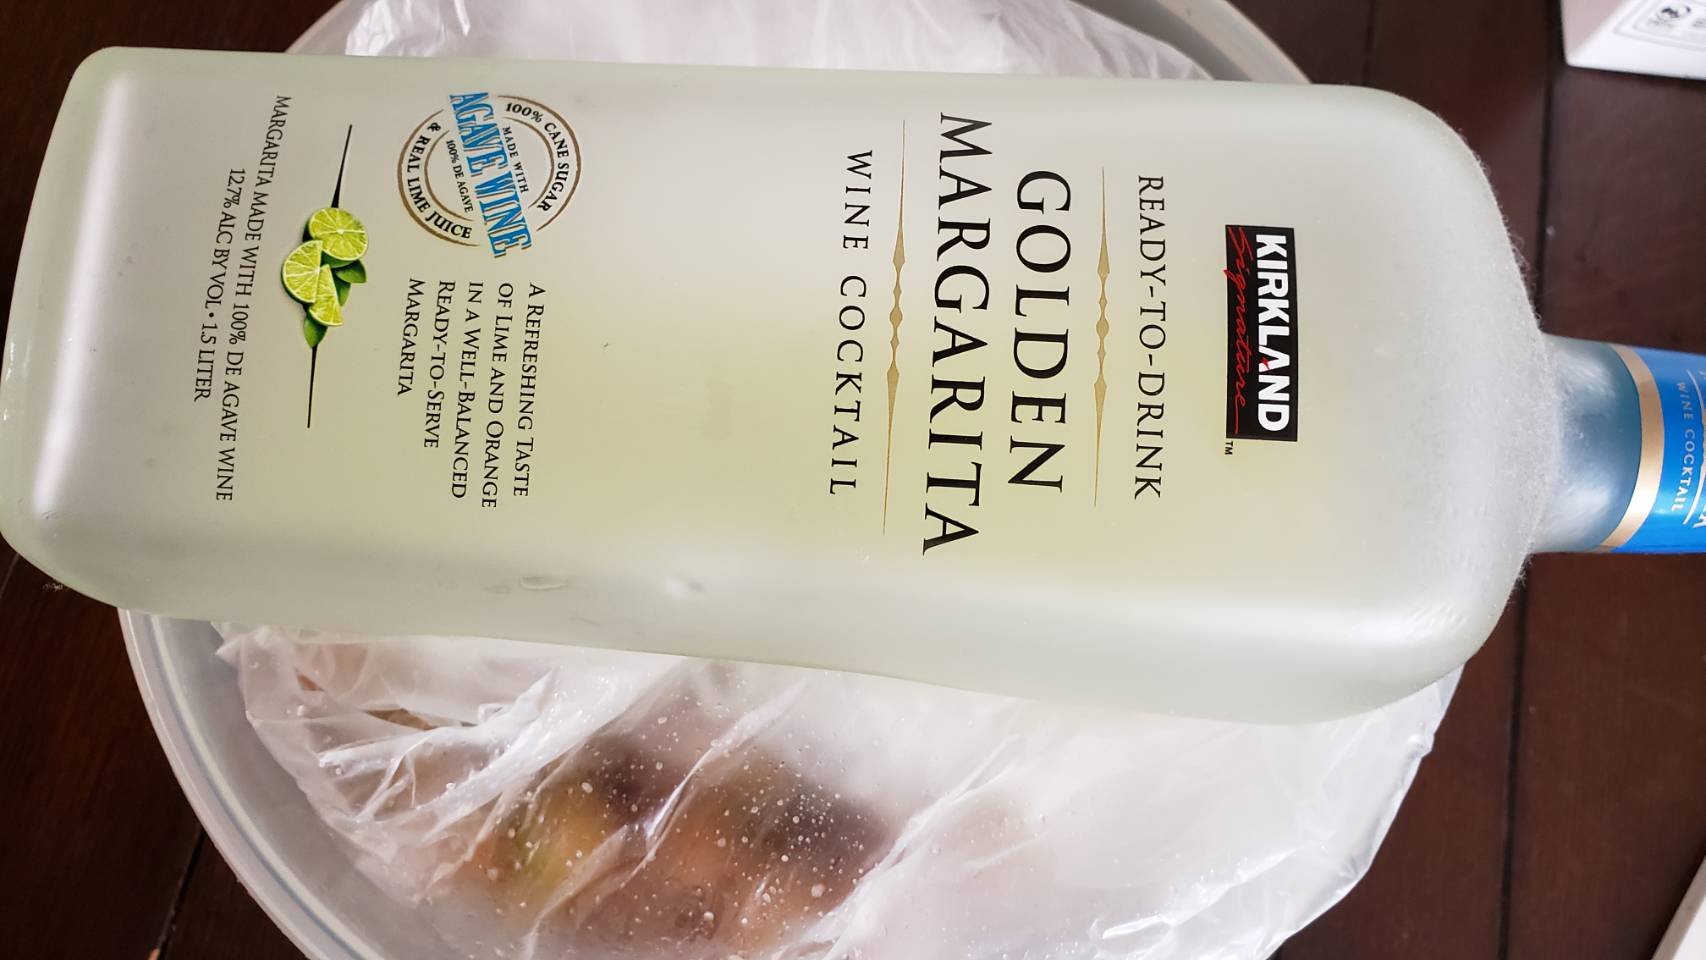 KIRKLAND
Signature™
READY-TO-DRINK
GOLDEN
MARGARITA
WINE COCKTAIL
100% CANE SUGAR
MADE WITH
AGAVE WINE
100% DE AGAVE
& REAL LIME JUICE
A REFRESHING TASTE
OF LIME AND ORANGE
IN A WELL-BALANCED
READY-TO-SERVE
MARGARITA
MARGARITA MADE WITH 100% DE AGAVE WINE
12.7% ALC BY VOL • 1.5 LITER
WINE COCKTAIL